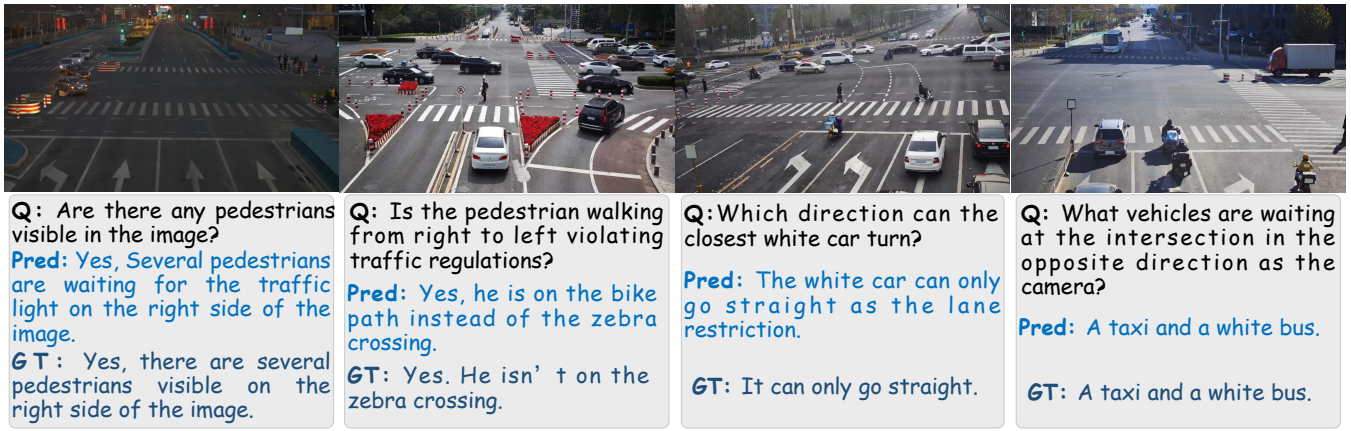 Q: Are there any pedestrians
visible in the image?
Pred: Yes, Several pedestrians
are waiting for the traffic
light on the right side of the
image.
GT: Yes, there are several
pedestrians visible on the
right side of the image.
Q: Is the pedestrian walking
from right to left violating
traffic regulations?
Pred: Yes, he is on the bike
path instead of the zebra
crossing.
GT: Yes. He isn't on the
zebra crossing.
Q:Which direction can the
closest white car turn?
Pred: The white car can only
go straight as the lane
restriction.
GT: It can only go straight.
Q: What vehicles are waiting
at the intersection in the
opposite direction as the
camera?
Pred: A taxi and a white bus.
GT: A taxi and a white bus.